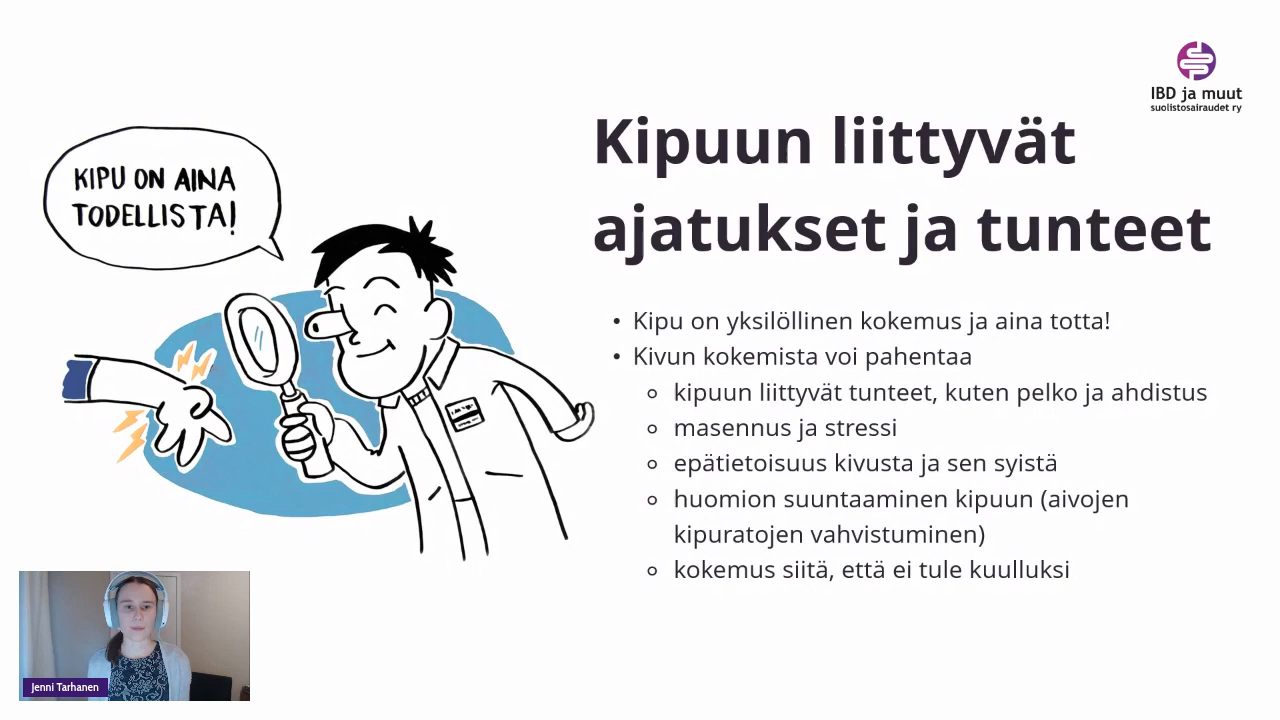 IBD ja muut
suolistosairaudet ry
Kipuun liittyvät
ajatukset ja tunteet
KIPU ON AINA
TODELLISTA!
• Kipu on yksilöllinen kokemus ja aina totta!
• Kivun kokemista voi pahentaa
◦ kipuun liittyvät tunteet, kuten pelko ja ahdistus
◦ masennus ja stressi
◦ epätietoisuus kivusta ja sen syistä
◦ huomion suuntaaminen kipuun (aivojen
kipuratojen vahvistuminen)
◦ kokemus siitä, että ei tule kuulluksi
Jenni Tarhanen